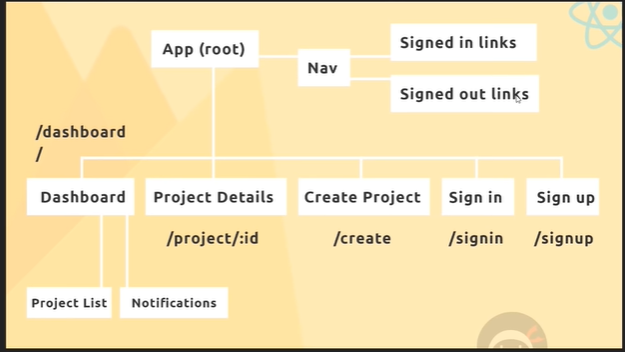 App (root)
Signed in links
Nav
Signed out links
/dashboard
/
Dashboard
Project Details
Create Project
Sign in
Sign up
/project/:id
/create
/signin
/signup
Project List
Notifications